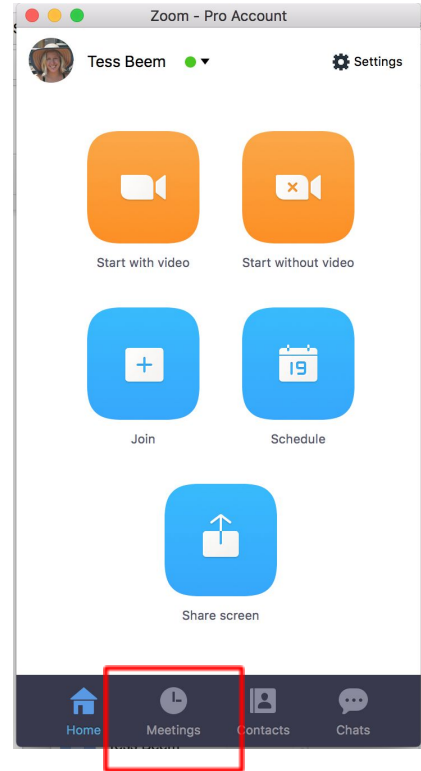 Zoom - Pro Account
Tess Beem
Settings
Start with video
Start without video
19
Join
Schedule
Share screen
Home
Meetings
Contacts
Chats